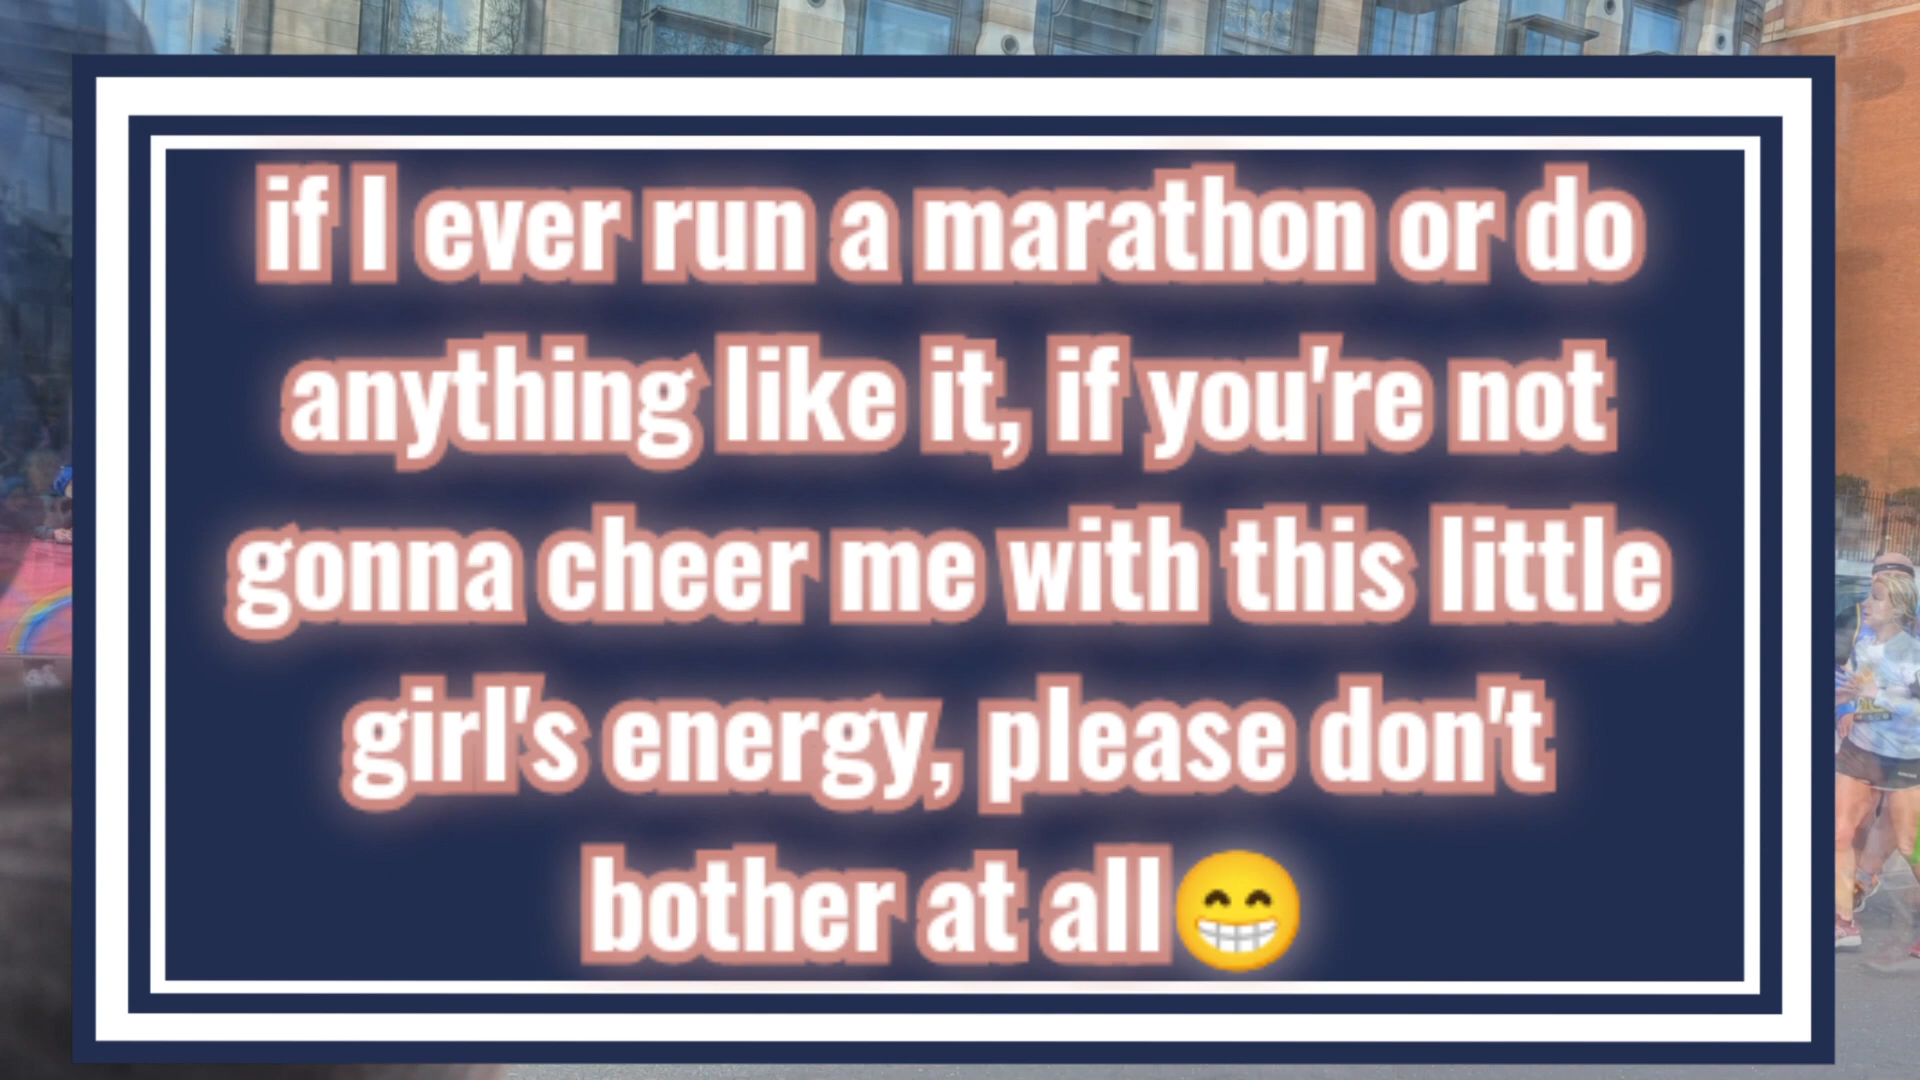 if I ever run a marathon or do
anything like it, if you're not
gonna cheer me with this little
girl's energy, please don't
bother at all😁